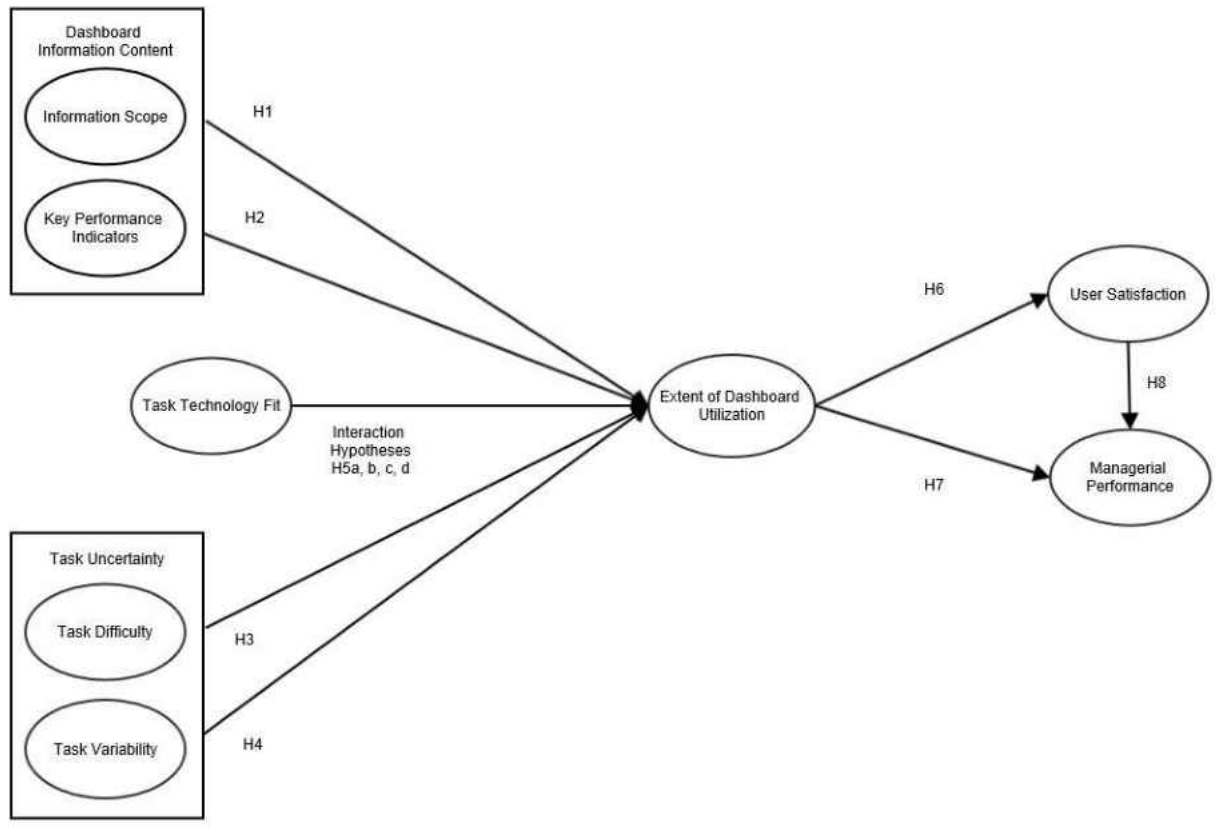 Dashboard
Information Content
Information Scope
H1
Key Performance
Indicators
H2
Task Technology Fit
Interaction
Hypotheses
H5a, b, c, d
Extent of Dashboard
Utilization
H6
User Satisfaction
H8
H7
Managerial
Performance
Task Uncertainty
Task Difficulty
H3
Task Variability
H4